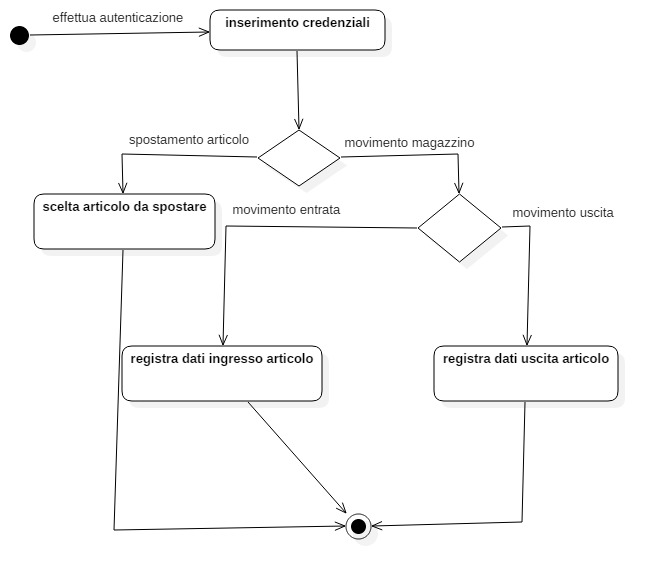 effettua autenticazione
inserimento credenziali
spostamento articolo
movimento magazzino
scelta articolo da spostare
movimento entrata
movimento uscita
registra dati ingresso articolo
registra dati uscita articolo